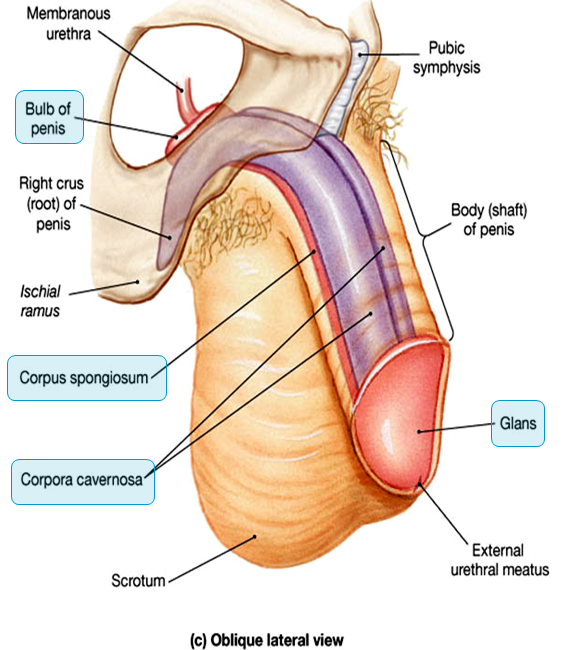 Membranous
urethra
Pubic
symphysis
Bulb of
penis
Right crus
(root) of
penis
Body (shaft)
of penis
Ischial
ramus
Corpus spongiosum
Glans
Corpora cavernosa
External
urethral meatus
Scrotum
(c) Oblique lateral view